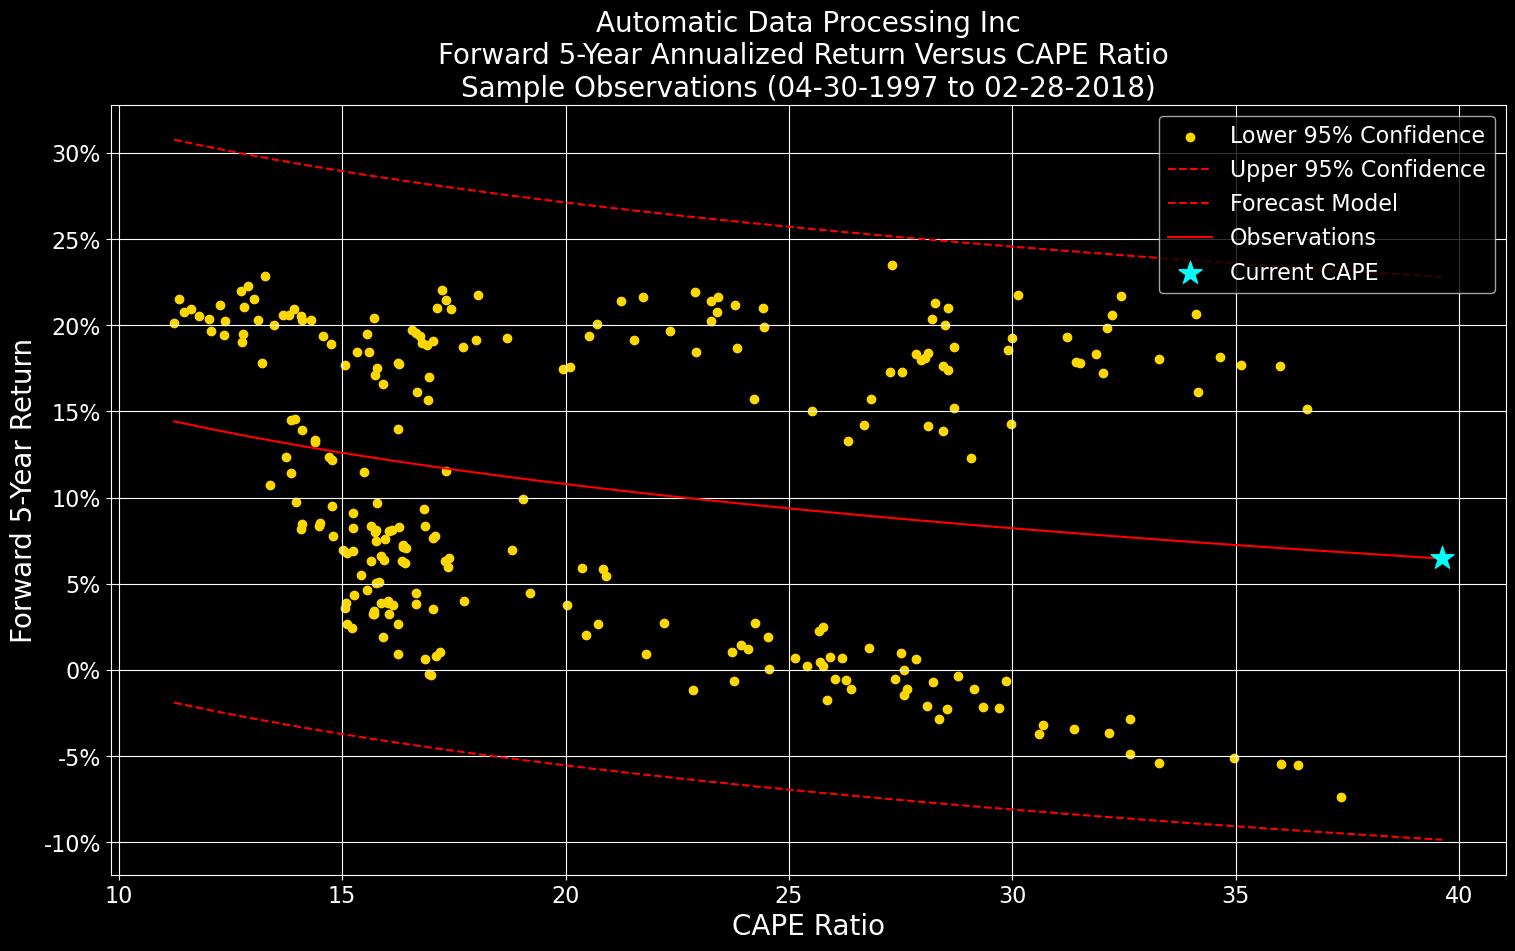 Automatic Data Processing Inc
Forward 5-Year Annualized Return Versus CAPE Ratio
Sample Observations (04-30-1997 to 02-28-2018)
Lower 95% Confidence
Upper 95% Confidence
Forecast Model
Observations
Current CAPE
Forward 5-Year Return
30%
25%
20%
15%
10%
5%
0%
-5%
-10%
10 15 20 25 30 35 40
CAPE Ratio